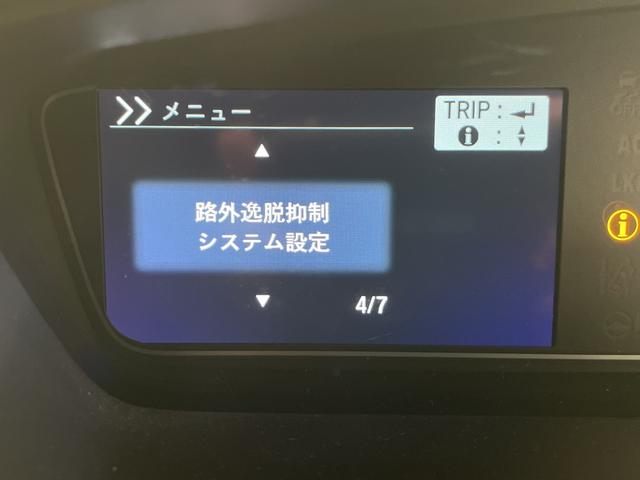 メニュー
TRIP :
i :
路外逸脱抑制
システム設定
4/7
i